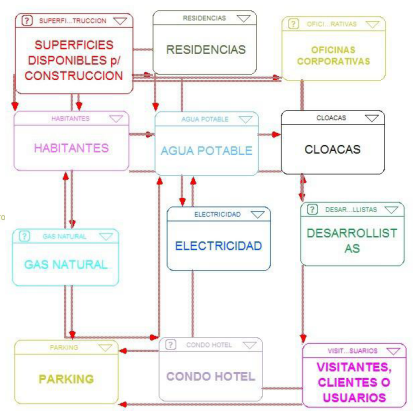 SUPERFI...TRUCCION
SUPERFICIES
DISPONIBLES p/
CONSTRUCCION
RESIDENCIAS
RESIDENCIAS
OFICI...RATIVAS
OFICINAS
CORPORATIVAS
HABITANTES
HABITANTES
AGUA POTABLE
AGUA POTABLE
CLOACAS
CLOACAS
ro
GAS NATURAL
GAS NATURAL
ELECTRICIDAD
ELECTRICIDAD
DESAR...LLISTAS
DESARROLLIST
AS
PARKING
PARKING
CONDO HOTEL
CONDO HOTEL
VISIT...SUARIOS
VISITANTES,
CLIENTES O
USUARIOS